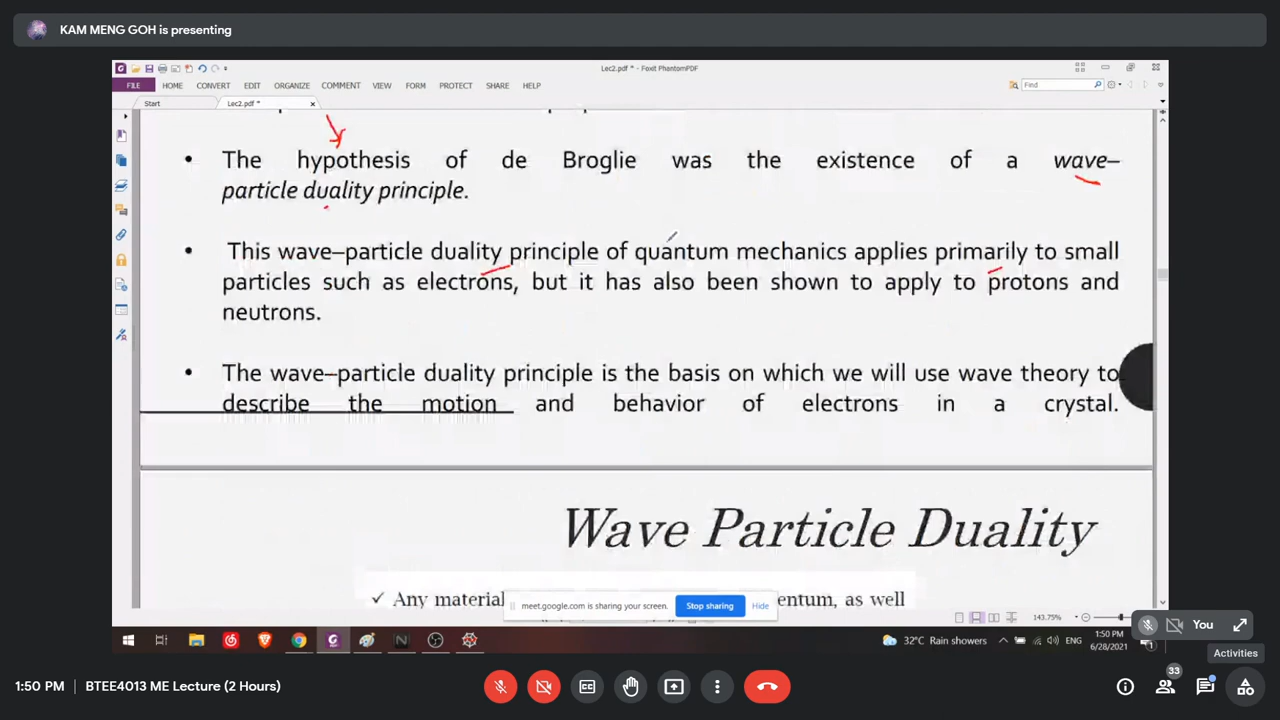 KAM MENG GOH is presenting
Lec2.pdf * - Foxit PhantomPDF
FILE HOME CONVERT EDIT ORGANIZE COMMENT VIEW FORM PROTECT SHARE HELP
Find
Start Lec2.pdf *
• The hypothesis of de Broglie was the existence of a wave–
particle duality principle.
• This wave–particle duality principle of quantum mechanics applies primarily to small
particles such as electrons, but it has also been shown to apply to protons and
neutrons.
• The wave–particle duality principle is the basis on which we will use wave theory to
describe the motion and behavior of electrons in a crystal.
Wave Particle Duality
✓ Any material entum, as well
meet.google.com is sharing your screen. Stop sharing Hide
143.75%
32°C Rain showers ENG 1:50 PM
6/28/2021
You
Activities
1:50 PM BTEE4013 ME Lecture (2 Hours)
33